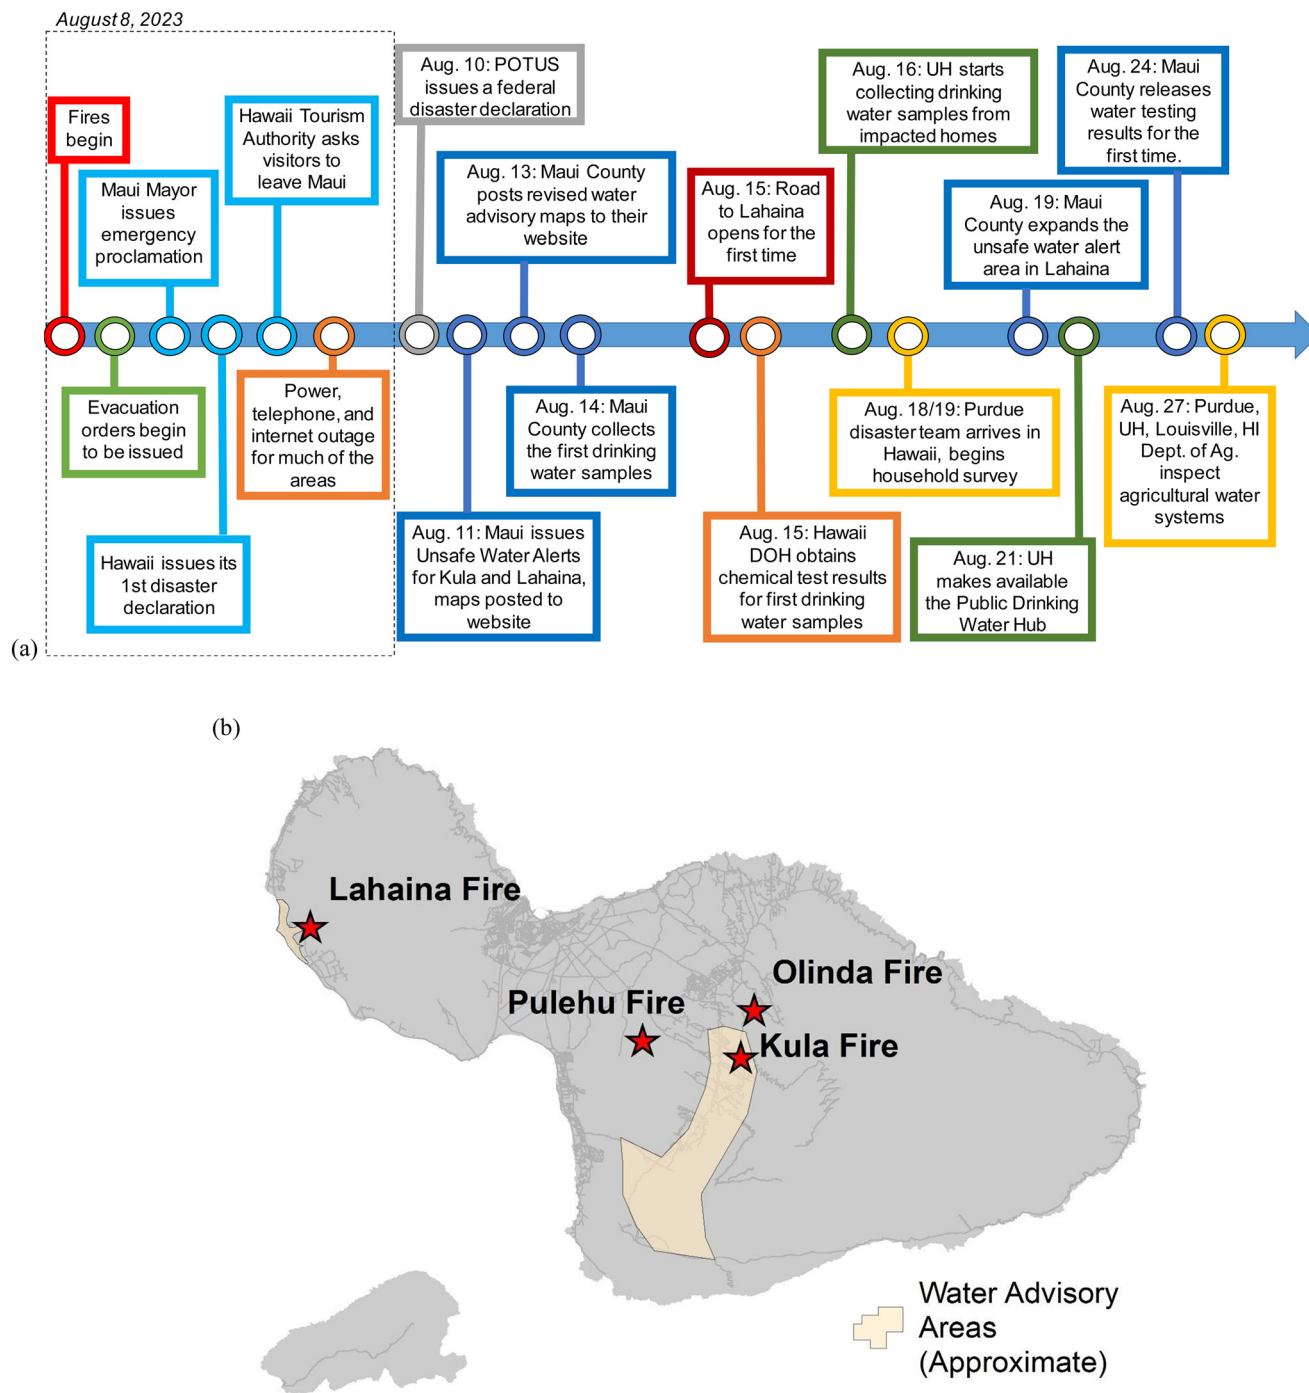 August 8, 2023
Fires
begin
Maui Mayor
issues
emergency
proclamation
Hawaii Tourism
Authority asks
visitors to
leave Maui
Aug. 10: POTUS
issues a federal
disaster declaration
Aug. 13: Maui County
posts revised water
advisory maps to their
website
Aug. 15: Road
to Lahaina
opens for the
first time
Aug. 16: UH starts
collecting drinking
water samples from
impacted homes
Aug. 19: Maui
County expands the
unsafe water alert
area in Lahaina
Aug. 24: Maui
County releases
water testing
results for the
first time.
Evacuation
orders begin
to be issued
Hawaii issues its
1st disaster
declaration
Power,
telephone, and
internet outage
for much of the
areas
Aug. 11: Maui issues
Unsafe Water Alerts
for Kula and Lahaina,
maps posted to
website
Aug. 14: Maui
County collects
the first drinking
water samples
Aug. 15: Hawaii
DOH obtains
chemical test results
for first drinking
water samples
Aug. 18/19: Purdue
disaster team arrives in
Hawaii, begins
household survey
Aug. 21: UH
makes available
the Public Drinking
Water Hub
Aug. 27: Purdue,
UH, Louisville, HI
Dept. of Ag.
inspect
agricultural water
systems
(a)
(b)
Lahaina Fire
Olinda Fire
Pulehu Fire
Kula Fire
Water Advisory
Areas
(Approximate)